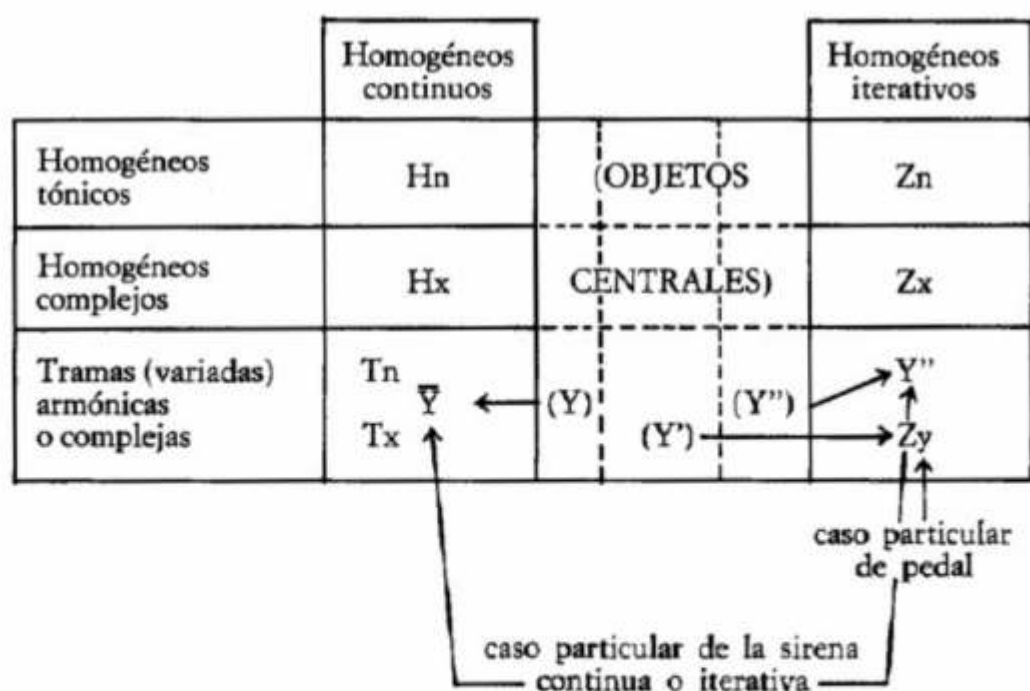 Homogéneos
continuos
Homogéneos
iterativos
Homogéneos
tónicos
Hn
(OBJETOS
Zn
Homogéneos
complejos
Hx
CENTRALES)
Zx
Tramas (variadas)
armónicas
o complejas
Tn
Y̅
Tx
(Y)
(Y'')
(Y')
Y''
Zy
caso particular
de pedal
caso particular de la sirena
continua o iterativa